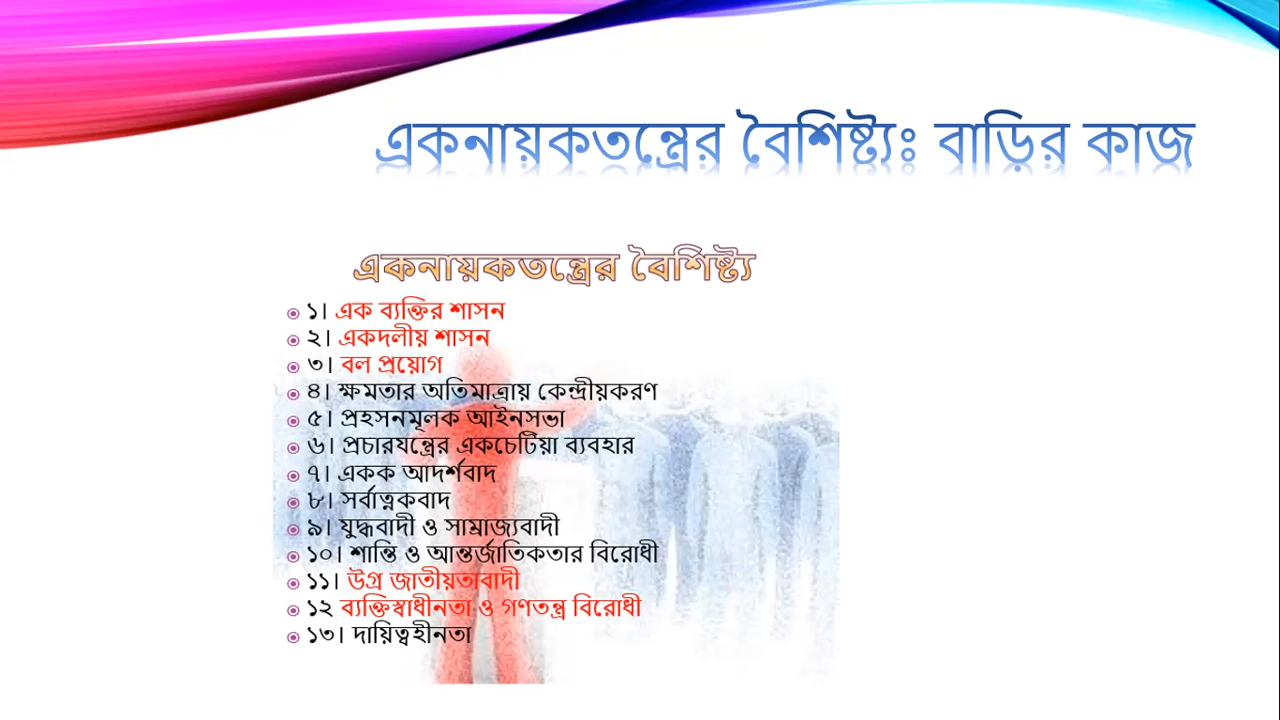 একনায়কতন্ত্রের বৈশিষ্ট্যঃ বাড়ির কাজ
একনায়কতন্ত্রের বৈশিষ্ট্য
১। এক ব্যক্তির শাসন
২। একদলীয় শাসন
৩। বল প্রয়োগ
৪। ক্ষমতার অতিমাত্রায় কেন্দ্রীয়করণ
৫। প্রহসনমূলক আইনসভা
৬। প্রচারযন্ত্রের একচেটিয়া ব্যবহার
৭। একক আদর্শবাদ
৮। সর্বাত্নকবাদ
৯। যুদ্ধবাদী ও সাম্রাজ্যবাদী
১০। শান্তি ও আন্তর্জাতিকতার বিরোধী
১১। উগ্র জাতীয়তাবাদী
১২ ব্যক্তিস্বাধীনতা ও গণতন্ত্র বিরোধী
১৩। দায়িত্বহীনতা